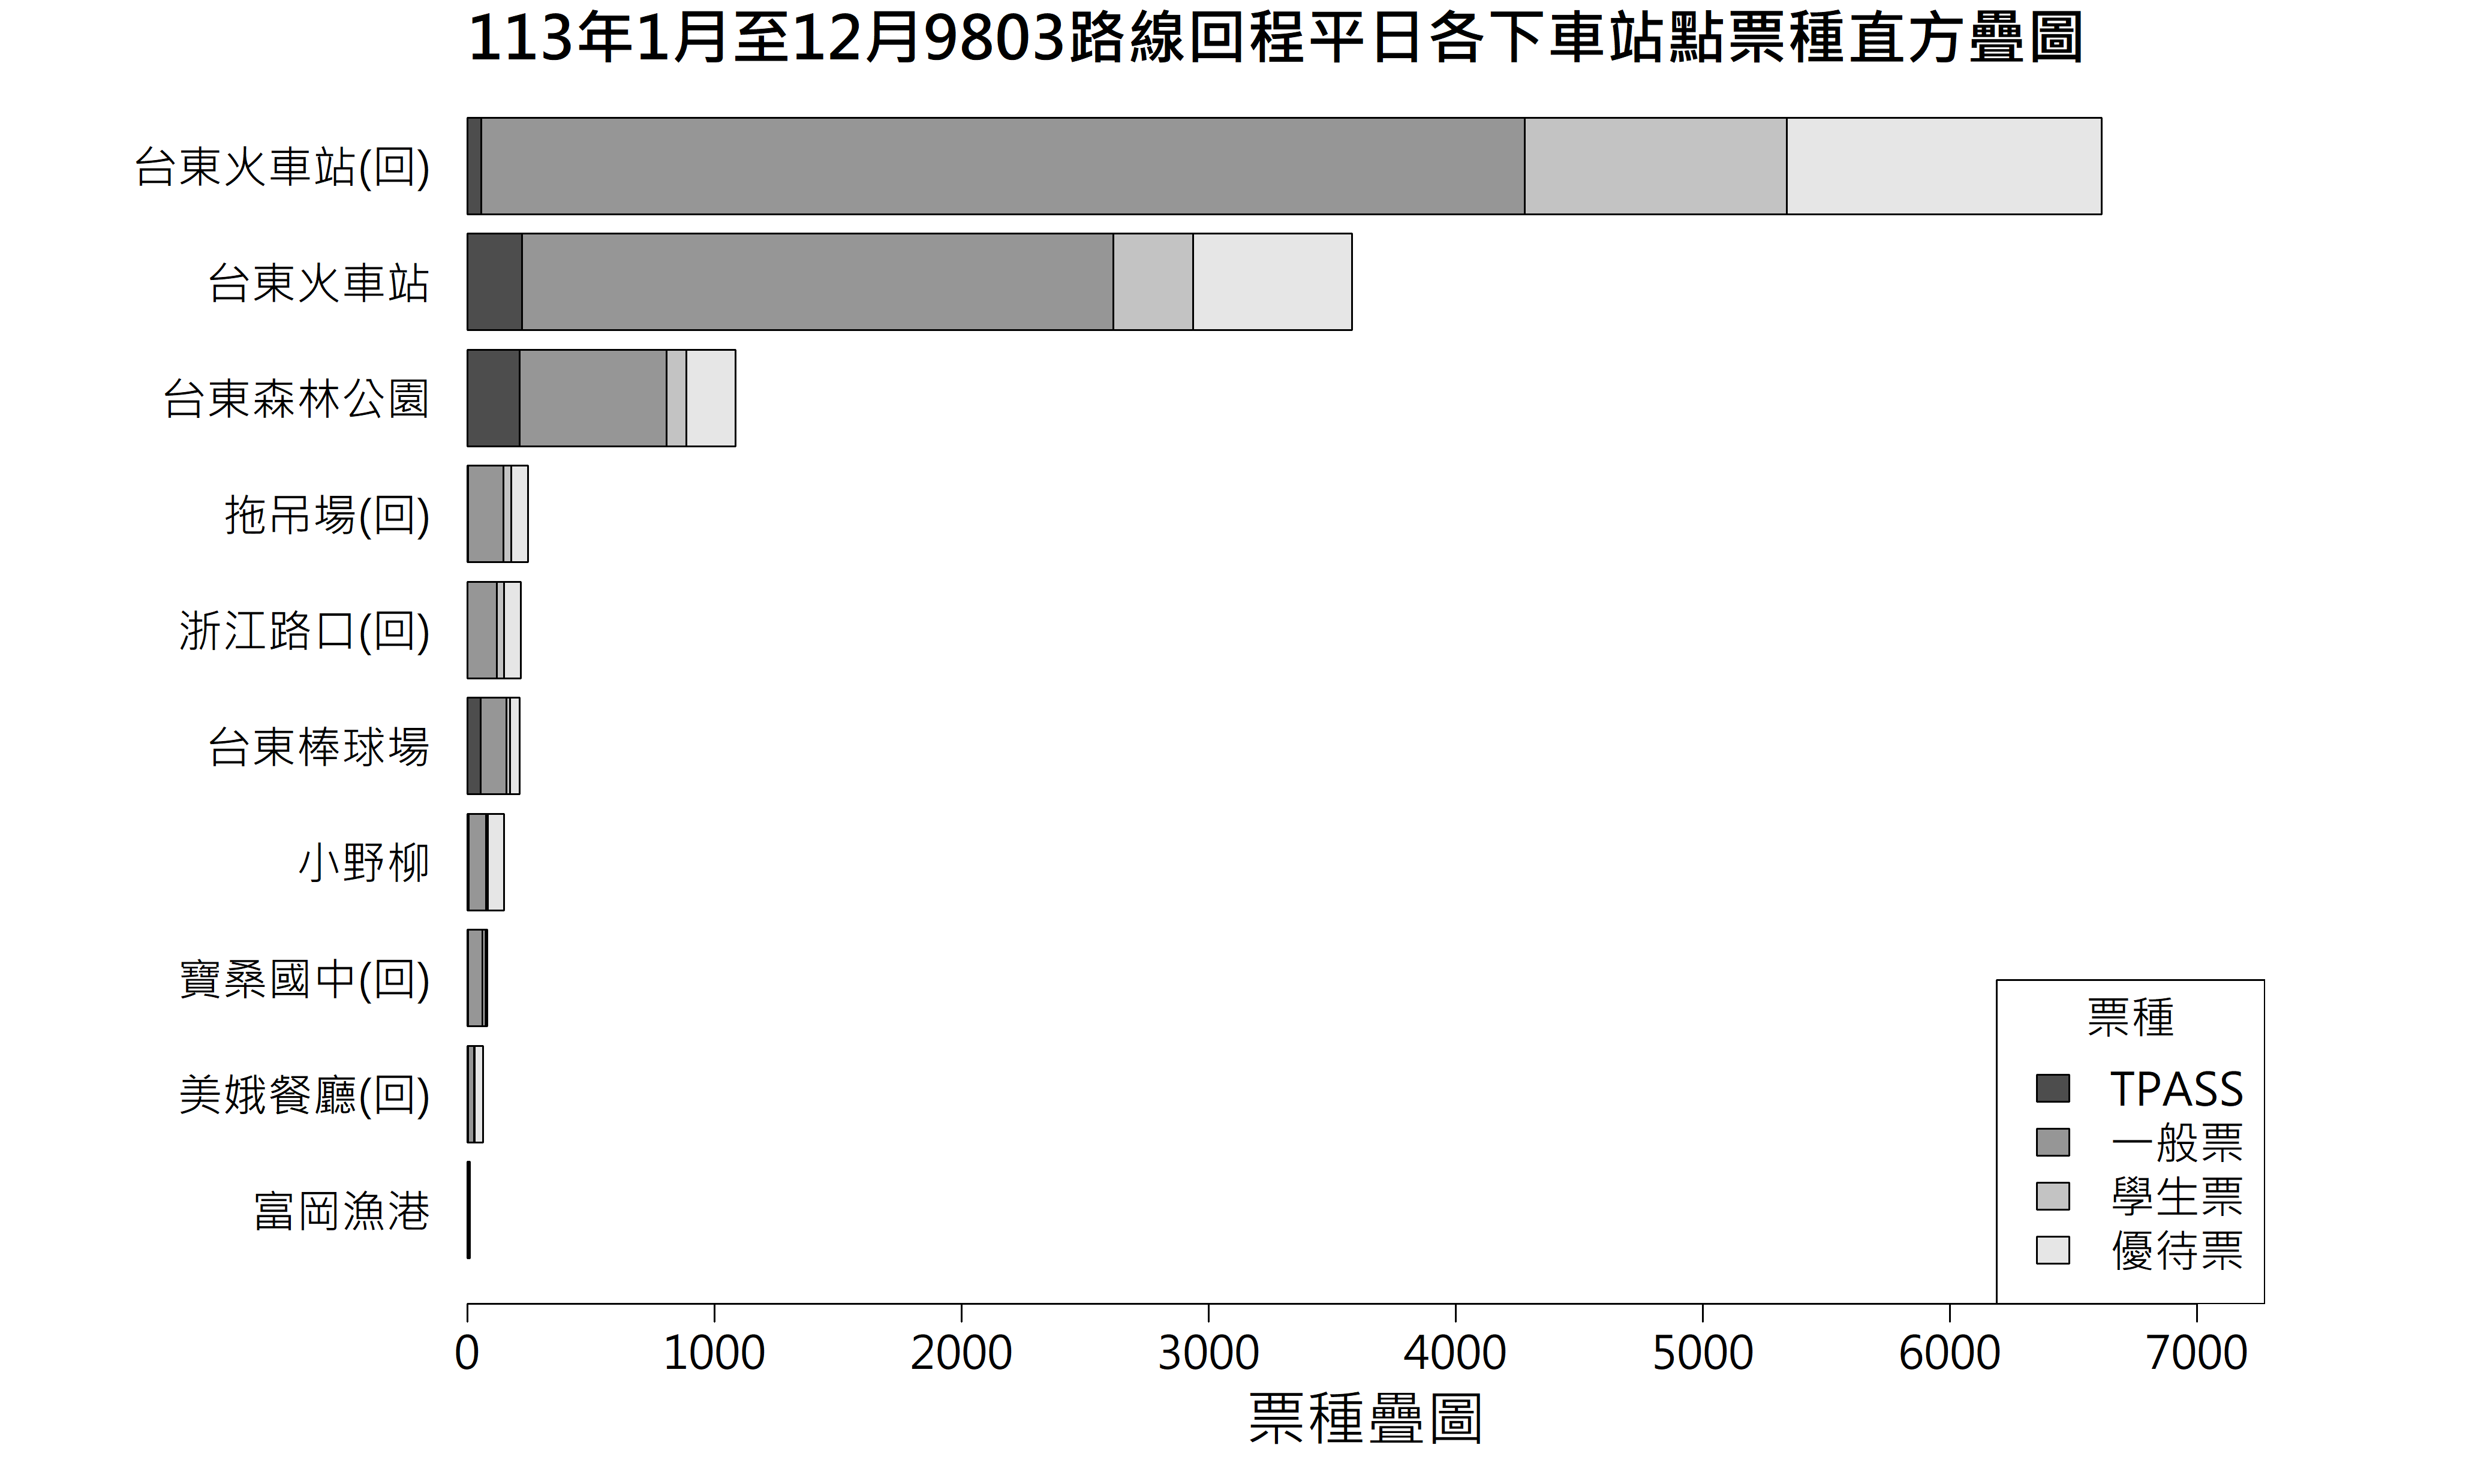 113年1月至12月9803路線回程平日各下車站點票種直方疊圖
台東火車站(回)
台東火車站
台東森林公園
拖吊場(回)
浙江路口(回)
台東棒球場
小野柳
寶桑國中(回)
美娥餐廳(回)
富岡漁港
票種
TPASS
一般票
學生票
優待票
0 1000 2000 3000 4000 5000 6000 7000
票種疊圖